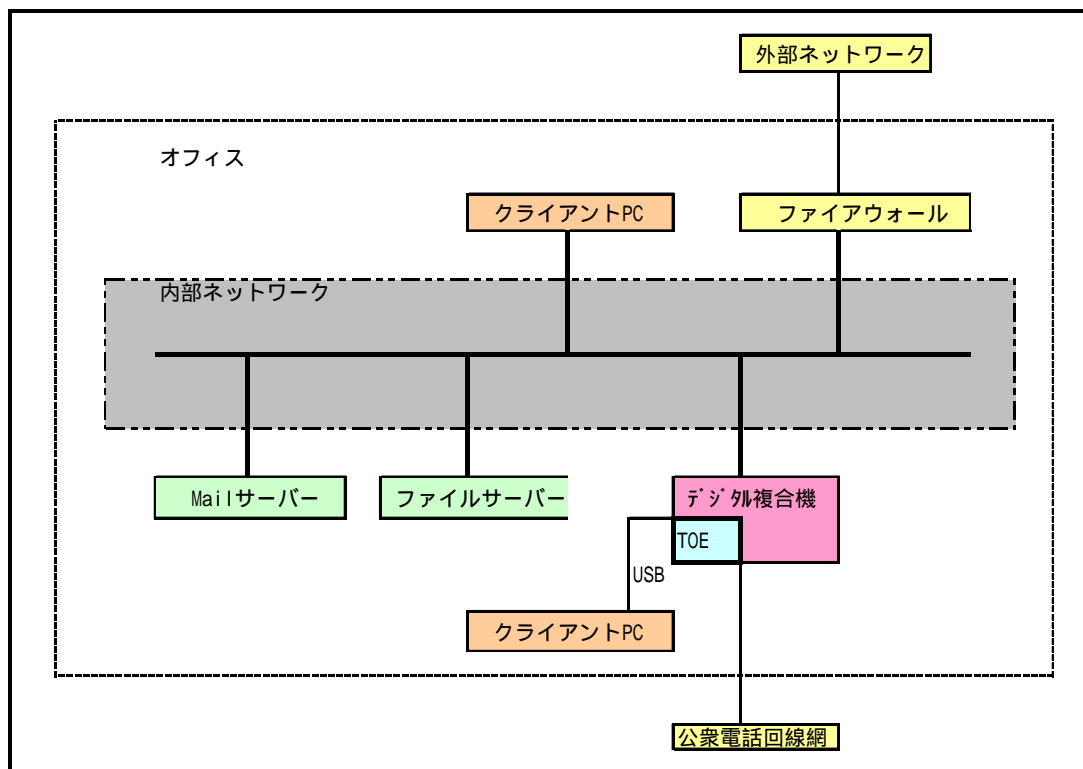 外部ネットワーク
オフィス
クライアントPC
ファイアウォール
内部ネットワーク
Mailサーバー
ファイルサーバー
ﾃﾞｼﾞﾀﾙ複合機
TOE
USB
クライアントPC
公衆電話回線網